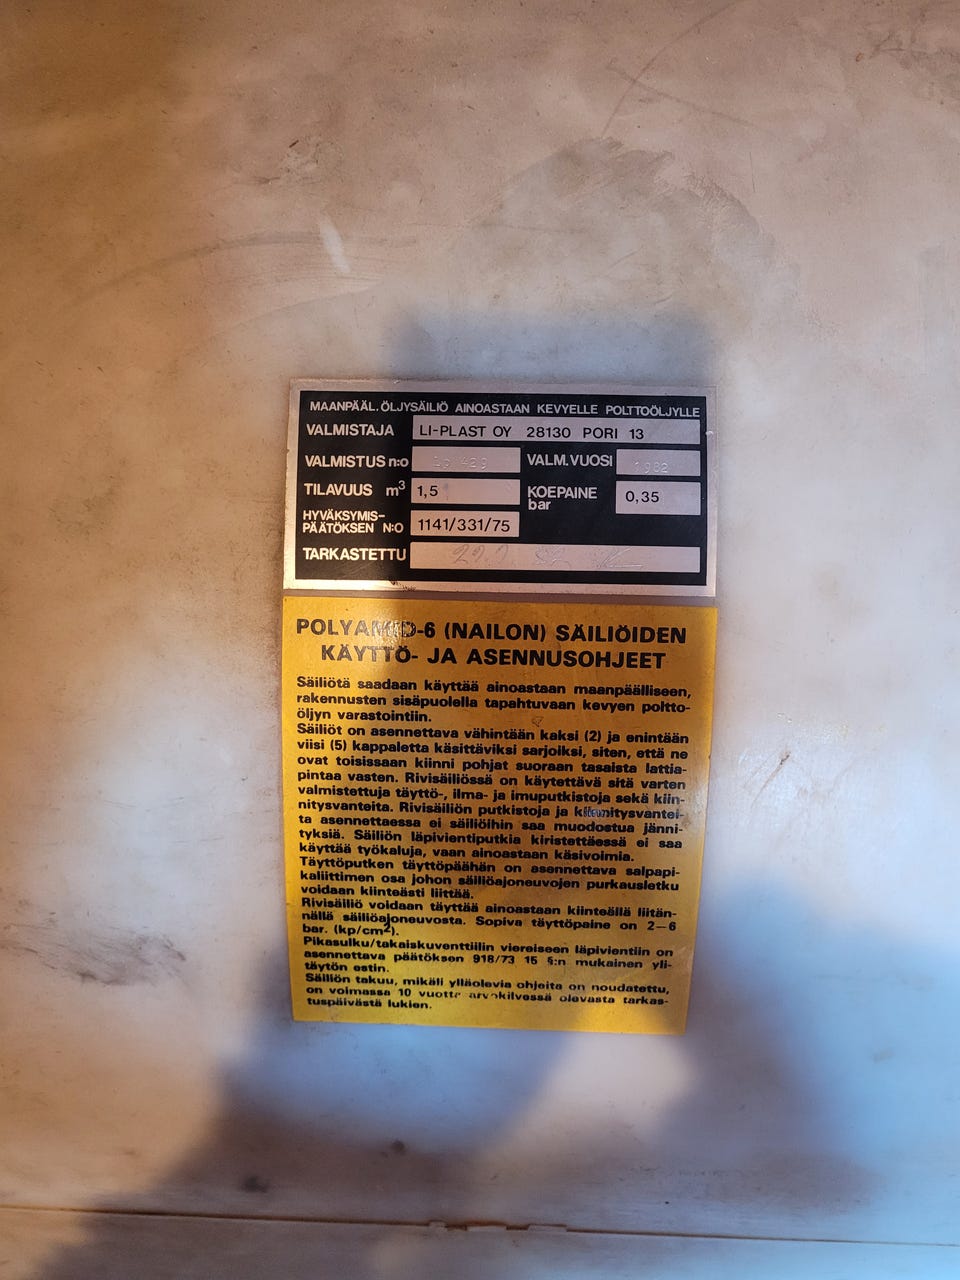 MAANPÄÄL. ÖLJYSÄILIÖ AINOASTAAN KEVYELLE POLTTOÖLJYLLE
VALMISTAJA LI-PLAST OY 28130 PORI 13
VALMISTUS n:o VALM. VUOSI 1982
TILAVUUS m³ 1,5 KOEPAINE bar 0,35
HYVÄKSYMIS-
PÄÄTÖKSEN N:O 1141/331/75
TARKASTETTU
POLYAMID-6 (NAILON) SÄILIÖIDEN
KÄYTTÖ- JA ASENNUSOHJEET
Säiliötä saadaan käyttää ainoastaan maanpäälliseen,
rakennusten sisäpuolella tapahtuvaan kevyen poltto-
öljyn varastointiin.
Säiliöt on asennettava vähintään kaksi (2) ja enintään
viisi (5) kappaletta käsittäviksi sarjoiksi, siten, että ne
ovat toisissaan kiinni pohjat suoraan tasaista lattia-
pintaa vasten. Rivisäiliössä on käytettävä sitä varten
valmistettuja täyttö-, ilma- ja imuputkistoja sekä kiin-
nitysvanteita. Rivisäiliön putkistoja ja kiinnitysvantei-
ta asennettaessa ei säiliöihin saa muodostua jänni-
tyksiä. Säiliön läpivientiputkia kiristettäessä ei saa
käyttää työkaluja, vaan ainoastaan käsivoimia.
Täyttöputken täyttöpäähän on asennettava salpapi-
kaliittimen osa johon säiliöajoneuvojen purkausletku
voidaan kiinteästi liittää.
Rivisäiliö voidaan täyttää ainoastaan kiinteällä liitän-
nällä säiliöajoneuvosta. Sopiva täyttöpaine on 2–6
bar. (kp/cm²).
Pikasulku/takaiskuventtiilin viereiseen läpivientiin on
asennettava päätöksen 918/73 15 §:n mukainen yli-
täytön estin.
Säiliön takuu, mikäli ylläolevia ohjeita on noudatettu,
on voimassa 10 vuotta arvokilvessä olevasta tarkas-
tuspäivästä lukien.